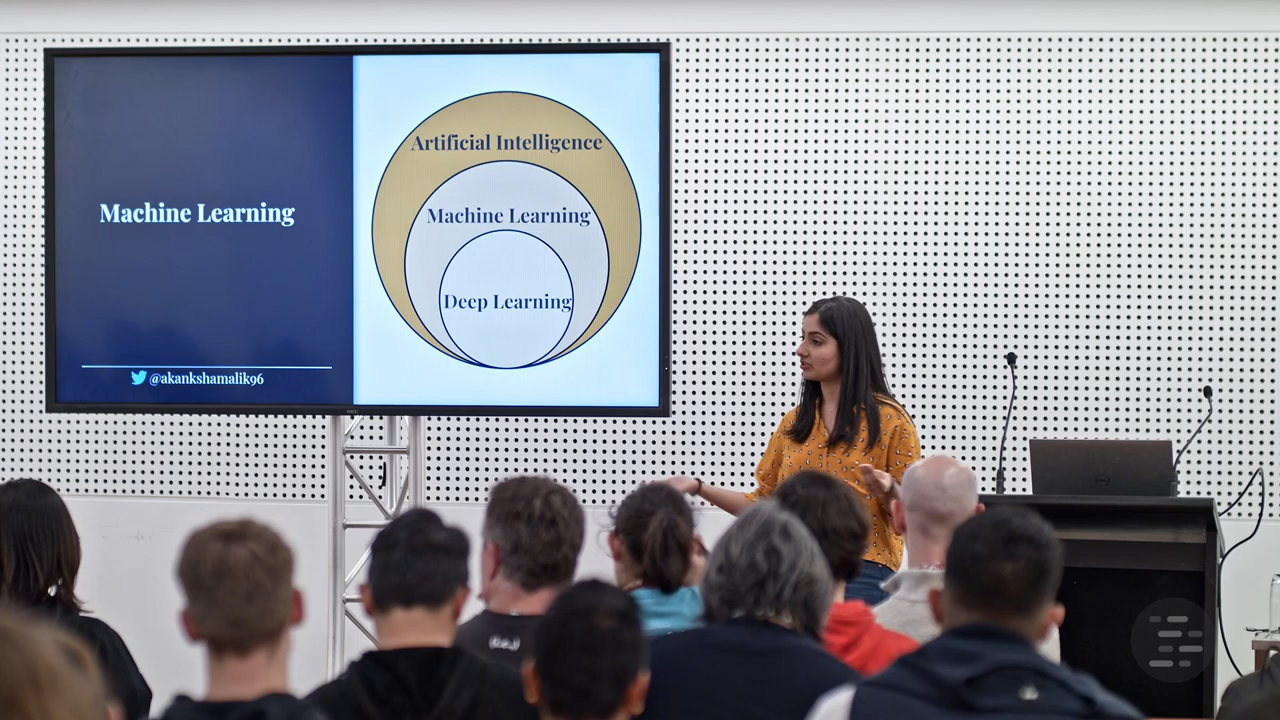 Machine Learning
@akankshamalik96
Artificial Intelligence
Machine Learning
Deep Learning